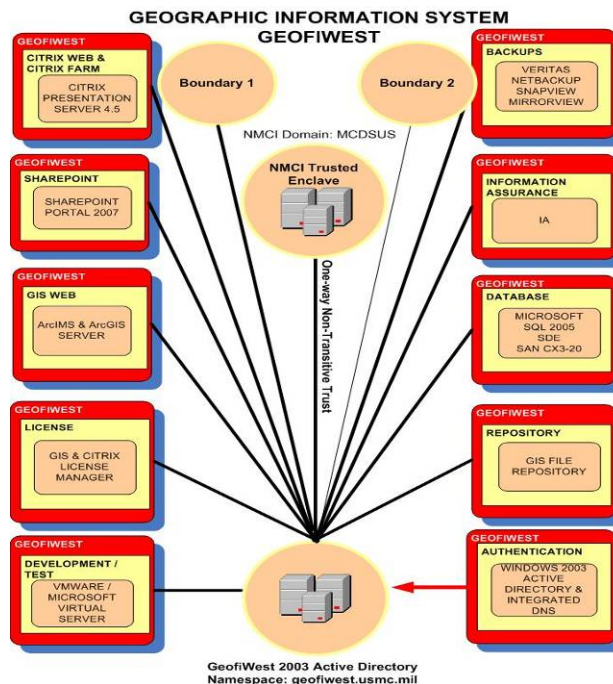 GEOGRAPHIC INFORMATION SYSTEM
GEOFIWEST
GEOFIWEST
CITRIX WEB &
CITRIX FARM
CITRIX
PRESENTATION
SERVER 4.5
Boundary 1
Boundary 2
GEOFIWEST
BACKUPS
VERITAS
NETBACKUP
SNAPVIEW
MIRRORVIEW
NMCI Domain: MCDSUS
NMCI Trusted
Enclave
GEOFIWEST
SHAREPOINT
SHAREPOINT
PORTAL 2007
GEOFIWEST
INFORMATION
ASSURANCE
IA
One-way Non-Transitive Trust
GEOFIWEST
GIS WEB
ArcIMS & ArcGIS
SERVER
GEOFIWEST
DATABASE
MICROSOFT
SQL 2005
SDE
SAN CX3-20
GEOFIWEST
LICENSE
GIS & CITRIX
LICENSE
MANAGER
GEOFIWEST
REPOSITORY
GIS FILE
REPOSITORY
GEOFIWEST
DEVELOPMENT /
TEST
VMWARE /
MICROSOFT
VIRTUAL
SERVER
GEOFIWEST
AUTHENTICATION
WINDOWS 2003
ACTIVE
DIRECTORY &
INTEGRATED
DNS
GeofiWest 2003 Active Directory
Namespace: geofiwest.usmc.mil